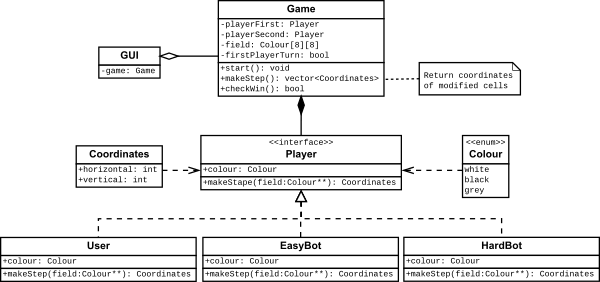 Game
-playerFirst: Player
-playerSecond: Player
-field: Colour[8][8]
-firstPlayerTurn: bool
+start(): void
+makeStep(): vector<Coordinates>
+checkWin(): bool
GUI
-game: Game
Return coordinates
of modified cells
<<interface>>
Player
+colour: Colour
+makeStape(field:Colour**): Coordinates
Coordinates
+horizontal: int
+vertical: int
<<enum>>
Colour
white
black
grey
User
+colour: Colour
+makeStep(field:Colour**): Coordinates
EasyBot
+colour: Colour
+makeStep(field:Colour**): Coordinates
HardBot
+colour: Colour
+makeStep(field:Colour**): Coordinates